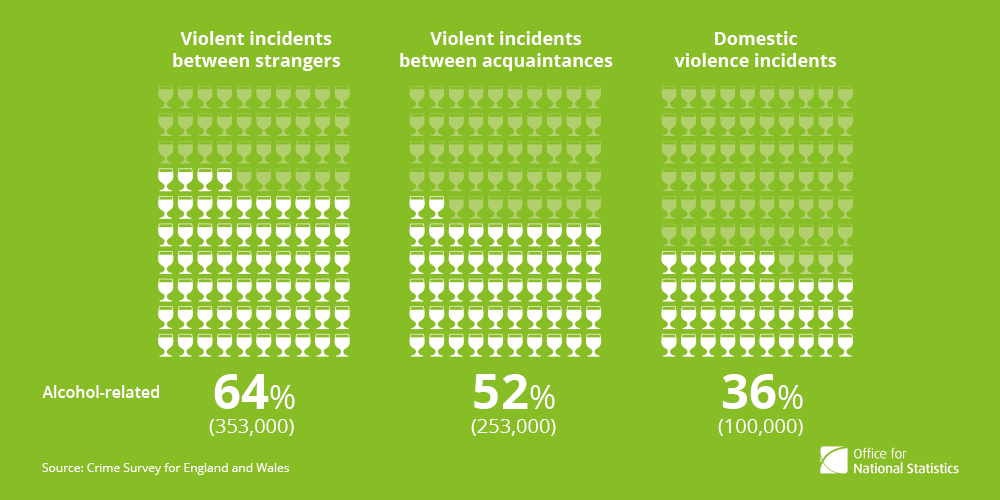 Violent incidents
between strangers
Violent incidents
between acquaintances
Domestic
violence incidents
Alcohol-related
64%
(353,000)
52%
(253,000)
36%
(100,000)
Source: Crime Survey for England and Wales
Office for
National Statistics